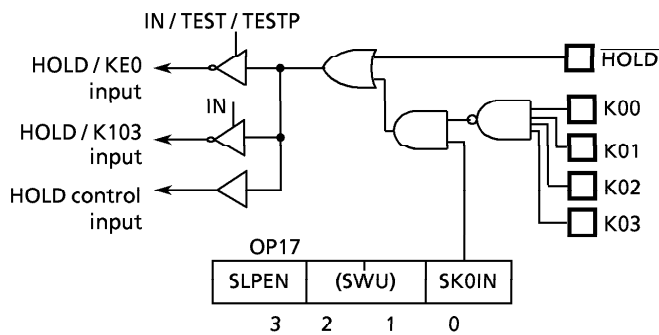 IN / TEST / TESTP
HOLD / KE0
input
HOLD
K00
IN
HOLD / K103
input
K01
K02
HOLD control
input
K03
OP17
SLPEN
(SWU)
SK0IN
3
2
1
0